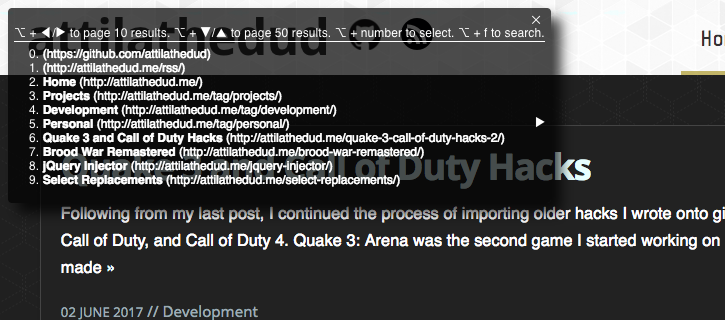 attilathedud
Ho
×
⌥ + ◀/▶ to page 10 results. ⌥ + ▼/▲ to page 50 results. ⌥ + number to select. ⌥ + f to search.
0. (https://github.com/attilathedud)
1. (http://attilathedud.me/rss/)
2. Home (http://attilathedud.me/)
3. Projects (http://attilathedud.me/tag/projects/)
4. Development (http://attilathedud.me/tag/development/)
5. Personal (http://attilathedud.me/tag/personal/)
6. Quake 3 and Call of Duty Hacks (http://attilathedud.me/quake-3-call-of-duty-hacks-2/)
7. Brood War Remastered (http://attilathedud.me/brood-war-remastered/)
8. jQuery Injector (http://attilathedud.me/jquery-injector/)
9. Select Replacements (http://attilathedud.me/select-replacements/)
Quake 3 and Call of Duty Hacks
Following from my last post, I continued the process of importing older hacks I wrote onto gi
Call of Duty, and Call of Duty 4. Quake 3: Arena was the second game I started working on
made »
02 JUNE 2017 // Development